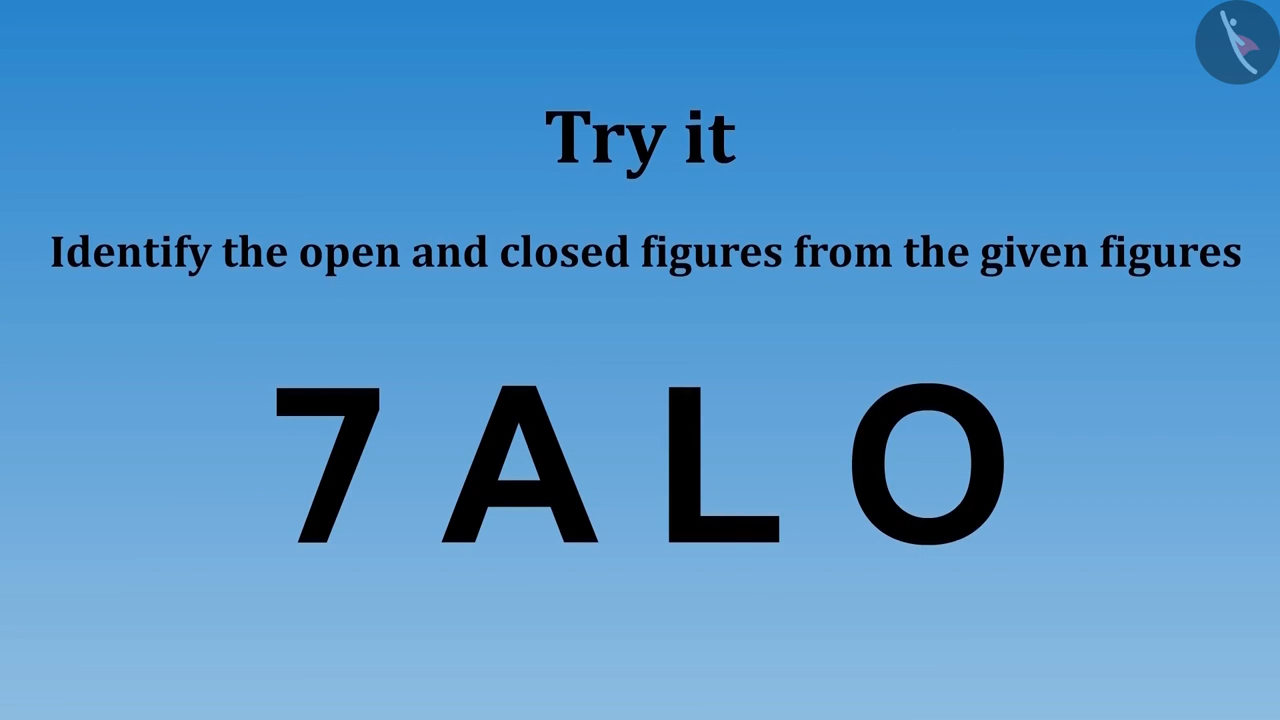 Try it
Identify the open and closed figures from the given figures
7 A L O